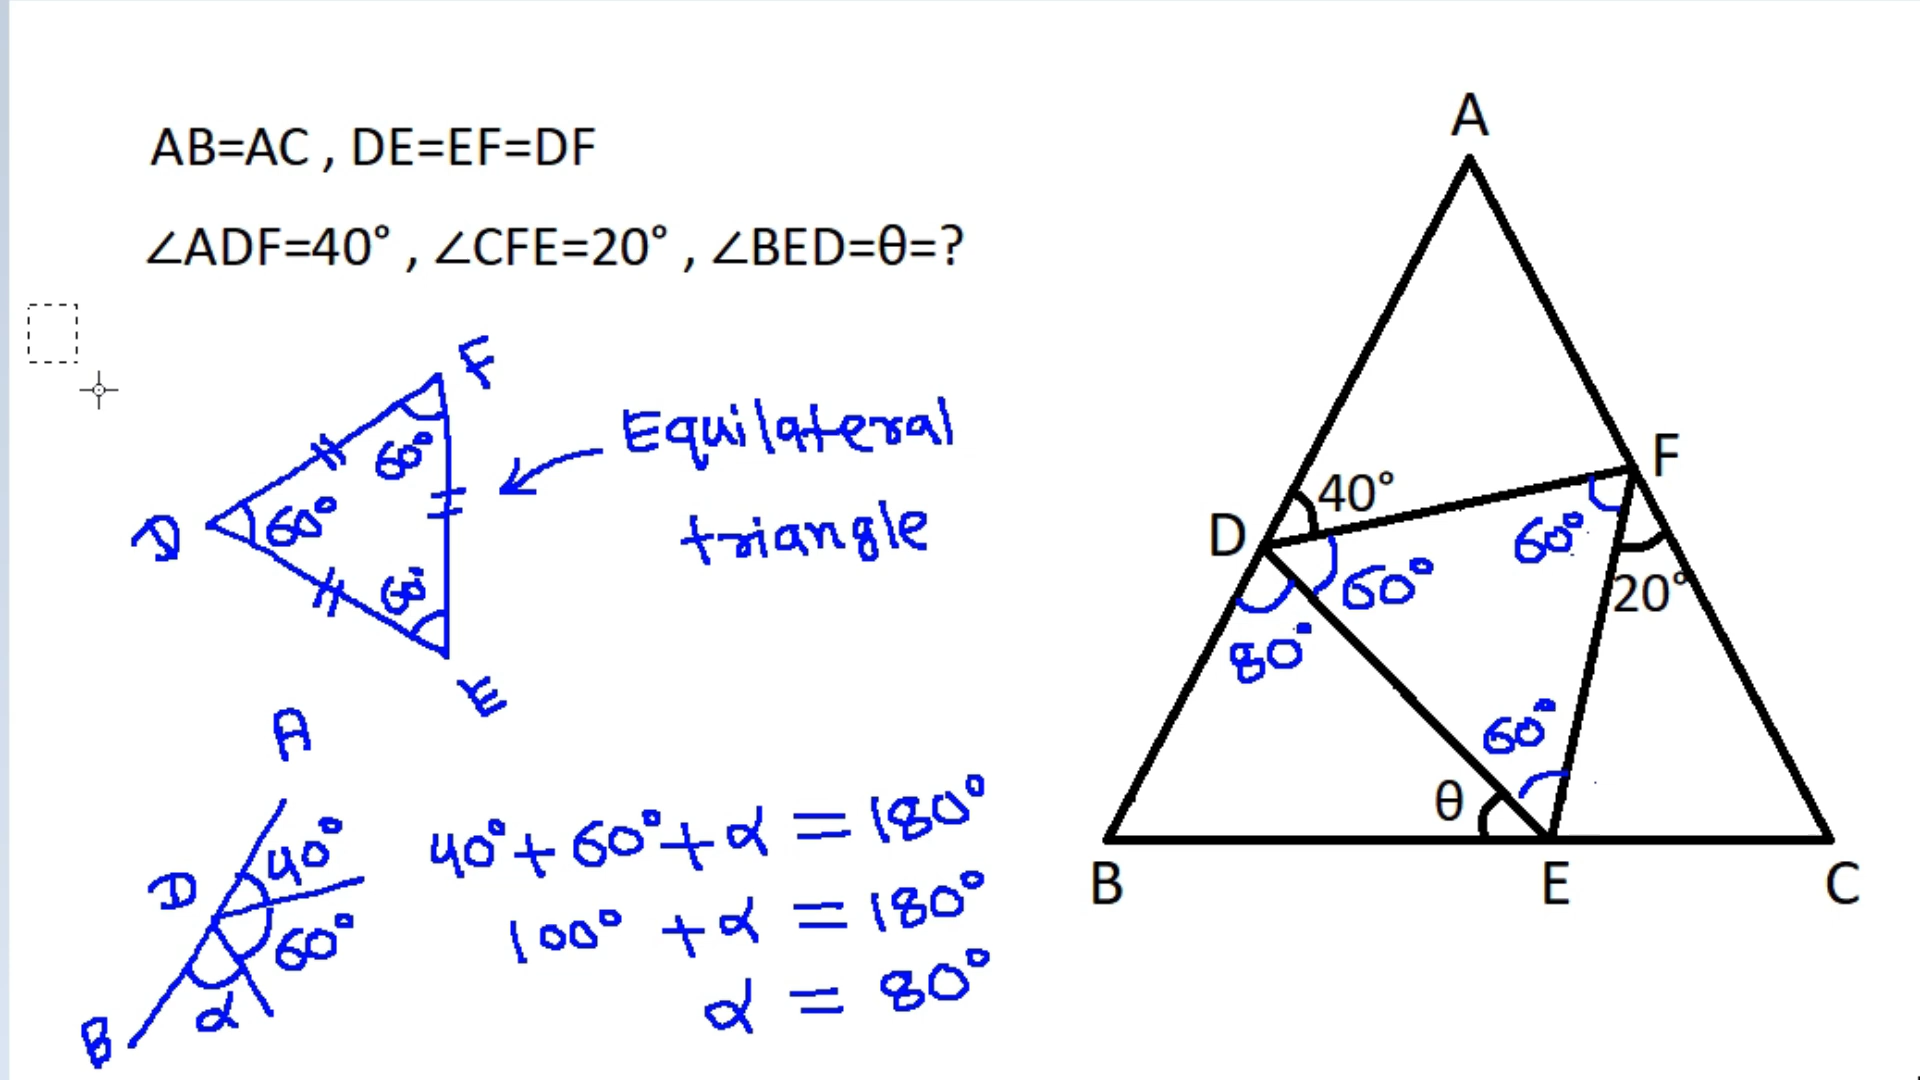 AB=AC , DE=EF=DF
∠ADF=40° , ∠CFE=20° , ∠BED=θ=?
F
60°
D
60°
60°
E
Equilateral
triangle
A
40°
D
60°
α
B
40°+60°+α=180°
100°+α=180°
α=80°
A
F
40°
D
60°
60°
20°
80°
60°
θ
B
E
C